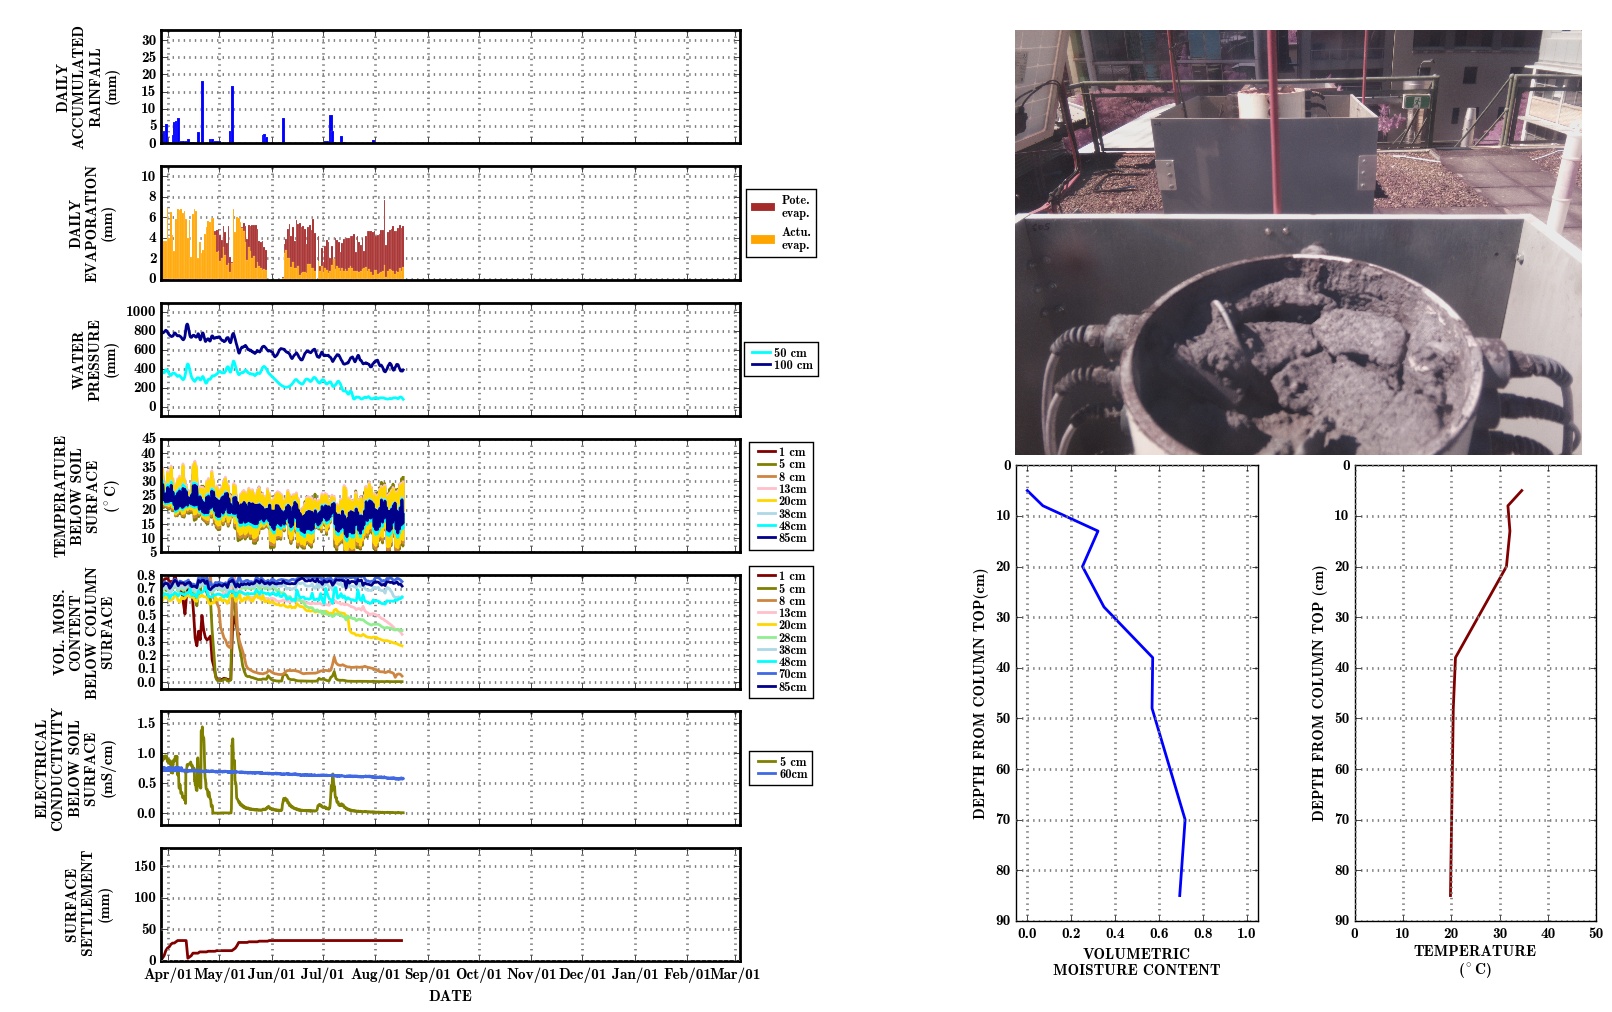 DAILY
ACCUMULATED
RAINFALL
(mm)
30
25
20
15
10
5
0
DAILY
EVAPORATION
(mm)
10
8
6
4
2
0
Pote.
evap.
Actu.
evap.
WATER
PRESSURE
(mm)
1000
800
600
400
200
0
50 cm
100 cm
TEMPERATURE
BELOW SOIL
SURFACE
(°C)
45
40
35
30
25
20
15
10
5
1 cm
5 cm
8 cm
13cm
20cm
38cm
48cm
85cm
VOL. MOIS.
CONTENT
BELOW COLUMN
SURFACE
0.8
0.7
0.6
0.5
0.4
0.3
0.2
0.1
0.0
1 cm
5 cm
8 cm
13cm
20cm
28cm
38cm
48cm
70cm
85cm
ELECTRICAL
CONDUCTIVITY
BELOW SOIL
SURFACE
(mS/cm)
1.5
1.0
0.5
0.0
5 cm
60cm
SURFACE
SETTLEMENT
(mm)
150
100
50
0
Apr/01 May/01 Jun/01 Jul/01 Aug/01 Sep/01 Oct/01 Nov/01 Dec/01 Jan/01 Feb/01 Mar/01
DATE
DEPTH FROM COLUMN TOP(cm)
0
10
20
30
40
50
60
70
80
90
0.0 0.2 0.4 0.6 0.8 1.0
VOLUMETRIC
MOISTURE CONTENT
DEPTH FROM COLUMN TOP (cm)
0
10
20
30
40
50
60
70
80
90
0 10 20 30 40 50
TEMPERATURE
(°C)